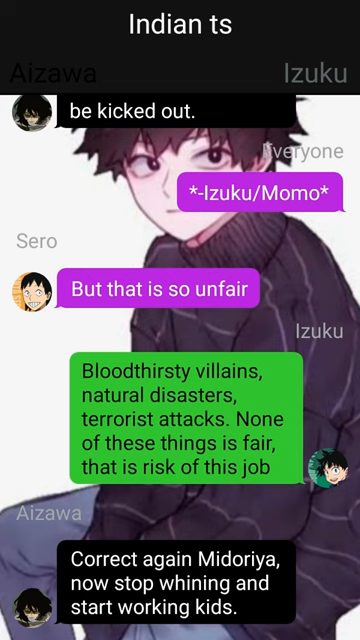 Indian ts
Aizawa
Izuku
be kicked out.
Everyone
*-Izuku/Momo*
Sero
But that is so unfair
Izuku
Bloodthirsty villains,
natural disasters,
terrorist attacks. None
of these things is fair,
that is risk of this job
Aizawa
Correct again Midoriya,
now stop whining and
start working kids.